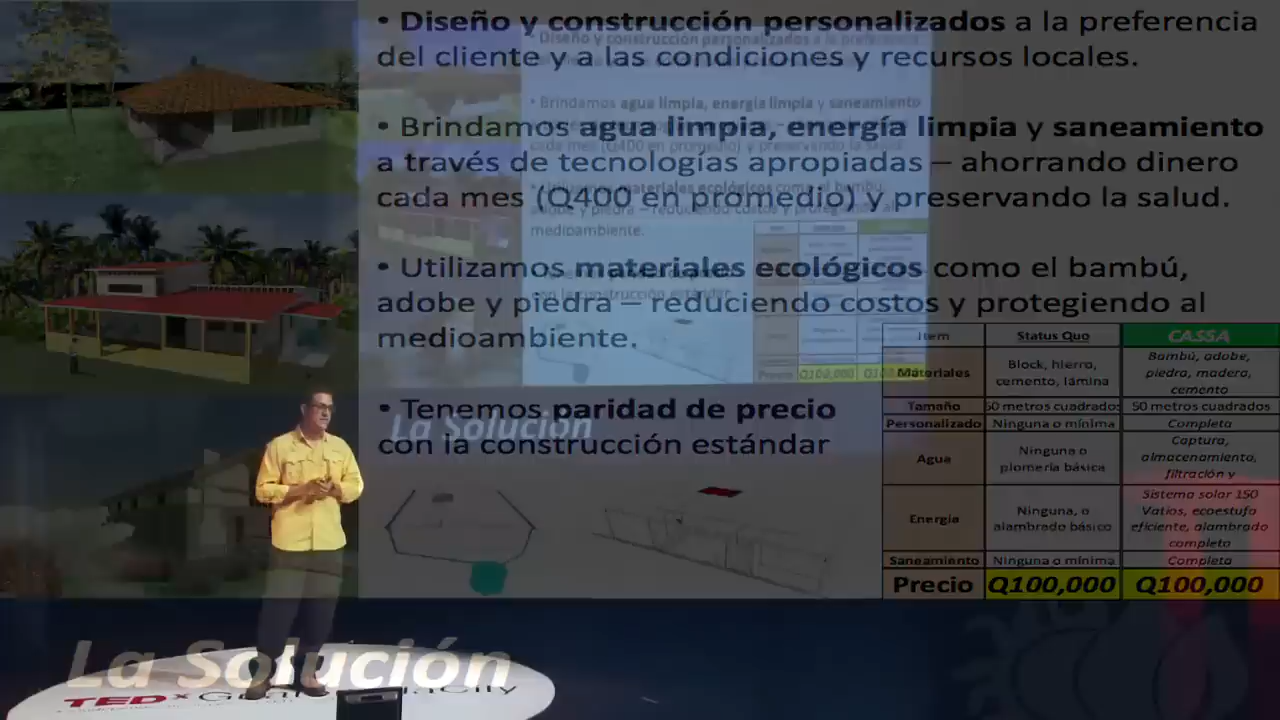 • Diseño y construcción personalizados a la preferencia
del cliente y a las condiciones y recursos locales.
• Brindamos agua limpia, energía limpia y saneamiento
a través de tecnologías apropiadas – ahorrando dinero
cada mes (Q400 en promedio) y preservando la salud.
• Utilizamos materiales ecológicos como el bambú,
adobe y piedra – reduciendo costos y protegiendo al
medioambiente.
• Tenemos paridad de precio
con la construcción estándar
Item Status Quo CASSA
Materiales Block, hierro, cemento, lámina Bambú, adobe, piedra, madera, cemento
Tamaño 50 metros cuadrados 50 metros cuadrados
Personalizado Ninguna o mínima Completa
Agua Ninguna o plomería básica Captura, almacenamiento, filtración y
Energía Ninguna, o alambrado básico Sistema solar 150 Vatios, ecoestufa eficiente, alambrado completo
Saneamiento Ninguna o mínima Completa
Precio Q100,000 Q100,000
La Solución
La Solución
TEDx